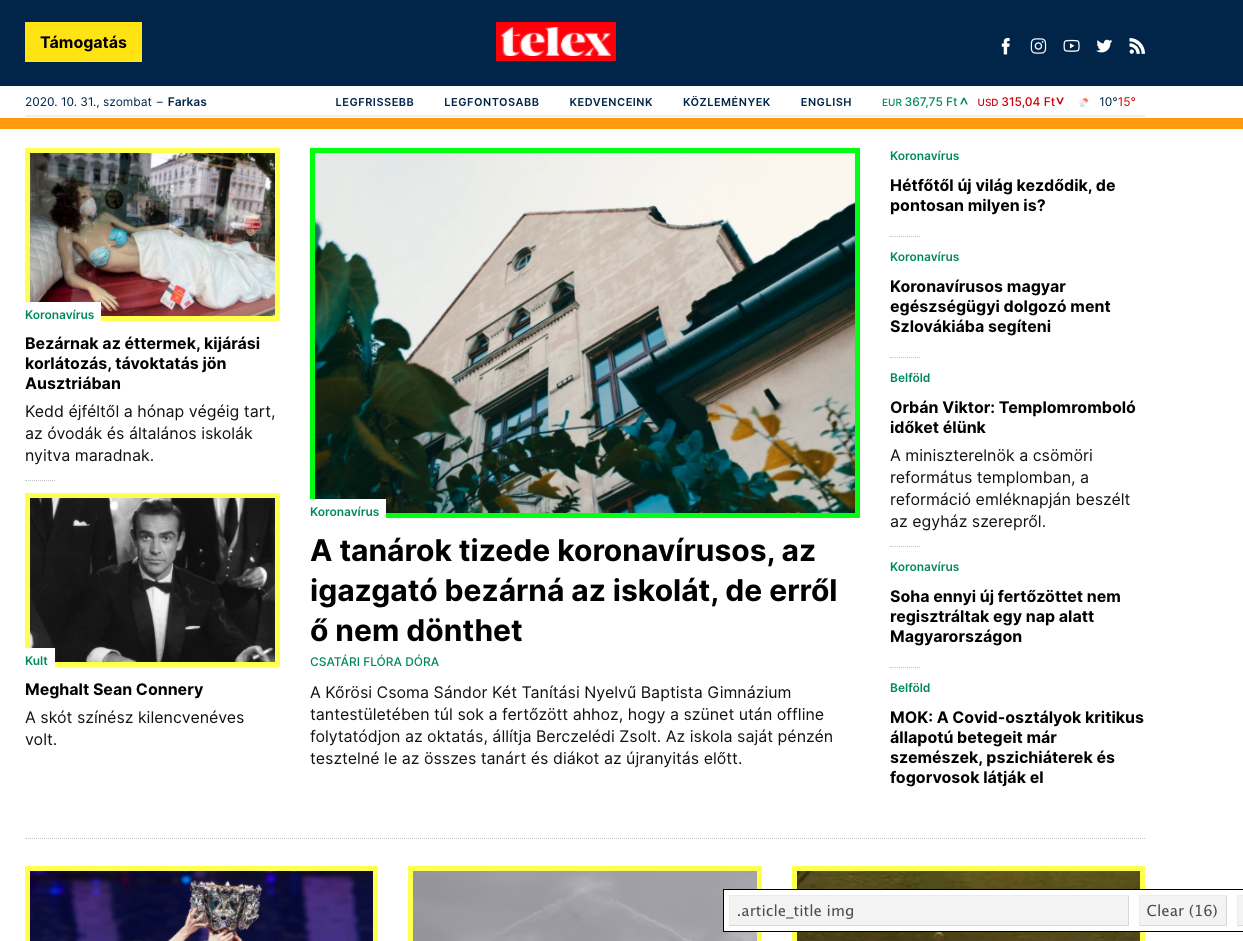 Támogatás
telex
2020. 10. 31., szombat – Farkas
LEGFRISSEBB
LEGFONTOSABB
KEDVENCEINK
KÖZLEMÉNYEK
ENGLISH
EUR 367,75 Ft
USD 315,04 Ft
10°15°
Koronavírus
Bezárnak az éttermek, kijárási
korlátozás, távoktatás jön
Ausztriában
Kedd éjféltől a hónap végéig tart,
az óvodák és általános iskolák
nyitva maradnak.
Kult
Meghalt Sean Connery
A skót színész kilencvenéves
volt.
Koronavírus
A tanárok tizede koronavírusos, az
igazgató bezárná az iskolát, de erről
ő nem dönthet
CSATÁRI FLÓRA DÓRA
A Kőrösi Csoma Sándor Két Tanítási Nyelvű Baptista Gimnázium
tantestületében túl sok a fertőzött ahhoz, hogy a szünet után offline
folytatódjon az oktatás, állítja Berczelédi Zsolt. Az iskola saját pénzén
tesztelné le az összes tanárt és diákot az újranyitás előtt.
Koronavírus
Hétfőtől új világ kezdődik, de
pontosan milyen is?
Koronavírus
Koronavírusos magyar
egészségügyi dolgozó ment
Szlovákiába segíteni
Belföld
Orbán Viktor: Templomromboló
időket élünk
A miniszterelnök a csömöri
református templomban, a
reformáció emléknapján beszélt
az egyház szerepről.
Koronavírus
Soha ennyi új fertőzöttet nem
regisztráltak egy nap alatt
Magyarországon
Belföld
MOK: A Covid-osztályok kritikus
állapotú betegeit már
szemészek, pszichiáterek és
fogorvosok látják el
.article_title img
Clear (16)